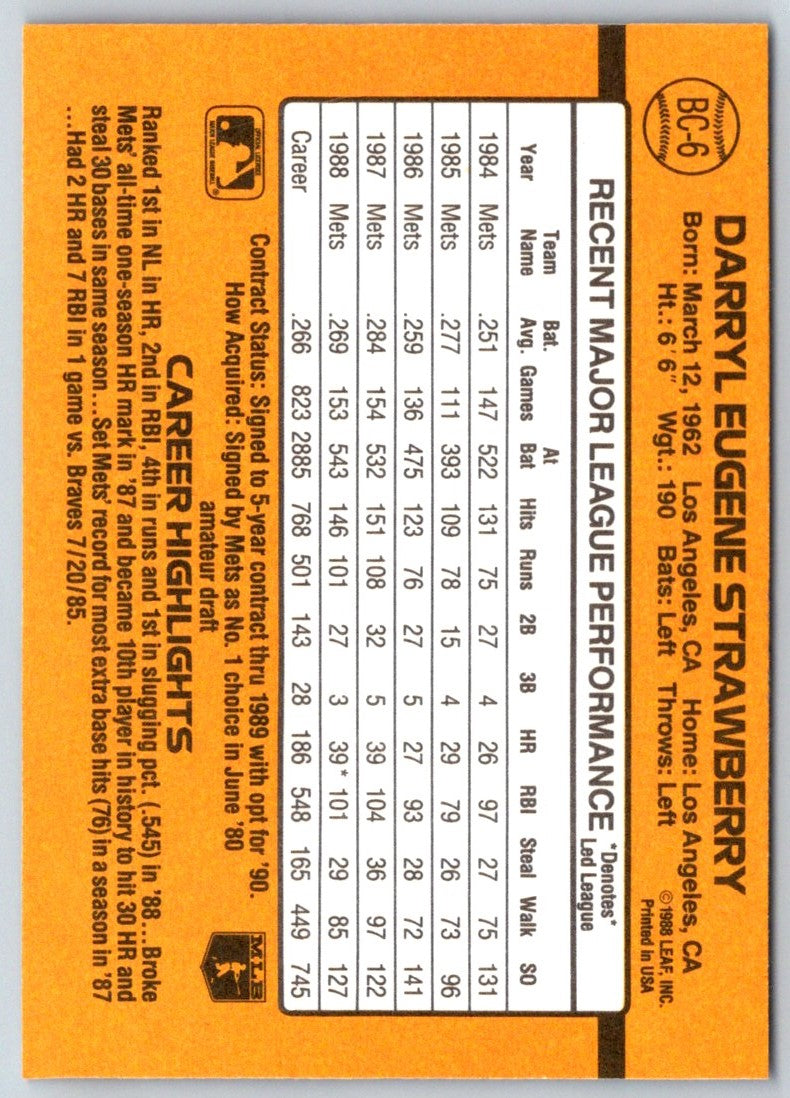 BC-6
DARRYL EUGENE STRAWBERRY
Born: March 12, 1962 Los Angeles, CA Home: Los Angeles, CA
Ht.: 6'6" Wgt.: 190 Bats: Left Throws: Left
©1988 LEAF, INC.
Printed in USA
RECENT MAJOR LEAGUE PERFORMANCE *Denotes*
Led League
Year Team Name Bat. Avg. Games At Bat Hits Runs 2B 3B HR RBI Steal Walk SO
1984 Mets .251 147 522 131 75 27 4 26 97 27 75 131
1985 Mets .277 111 393 109 78 15 4 29 79 26 73 96
1986 Mets .259 136 475 123 76 27 5 27 93 28 72 141
1987 Mets .284 154 532 151 108 32 5 39 104 36 97 122
1988 Mets .269 153 543 146 101 27 3 39* 101 29 85 127
Career .266 823 2885 768 501 143 28 186 548 165 449 745
OFFICIAL LICENSEE
MAJOR LEAGUE BASEBALL ®
Contract Status: Signed to 5-year contract thru 1989 with opt for '90.
How Acquired: Signed by Mets as No. 1 choice in June '80
amateur draft
MLB
CAREER HIGHLIGHTS
Ranked 1st in NL in HR, 2nd in RBI, 4th in runs and 1st in slugging pct. (.545) in '88...Broke
Mets' all-time one-season HR mark in '87 and became 10th player in history to hit 30 HR and
steal 30 bases in same season...Set Mets' record for most extra base hits (76) in a season in '87
...Had 2 HR and 7 RBI in 1 game vs. Braves 7/20/85.